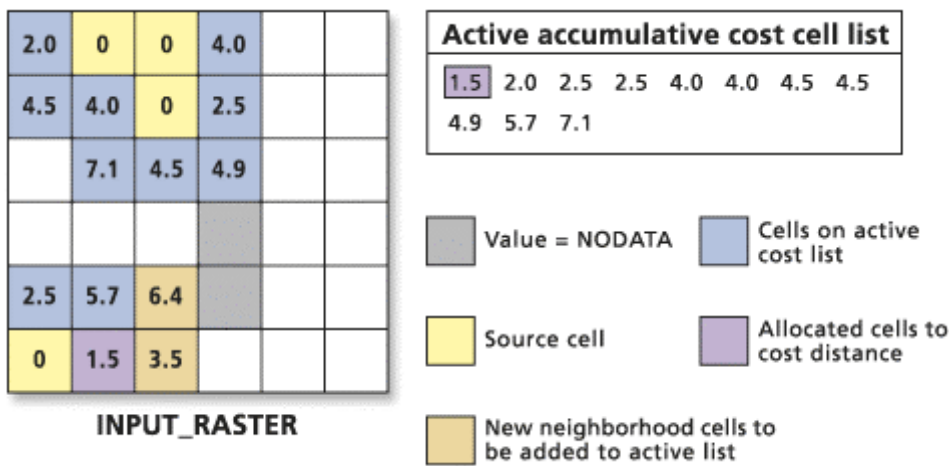 2.0 0 0 4.0
4.5 4.0 0 2.5
7.1 4.5 4.9
2.5 5.7 6.4
0 1.5 3.5
INPUT_RASTER
Active accumulative cost cell list
1.5 2.0 2.5 2.5 4.0 4.0 4.5 4.5
4.9 5.7 7.1
Value = NODATA
Cells on active
cost list
Source cell
Allocated cells to
cost distance
New neighborhood cells to
be added to active list